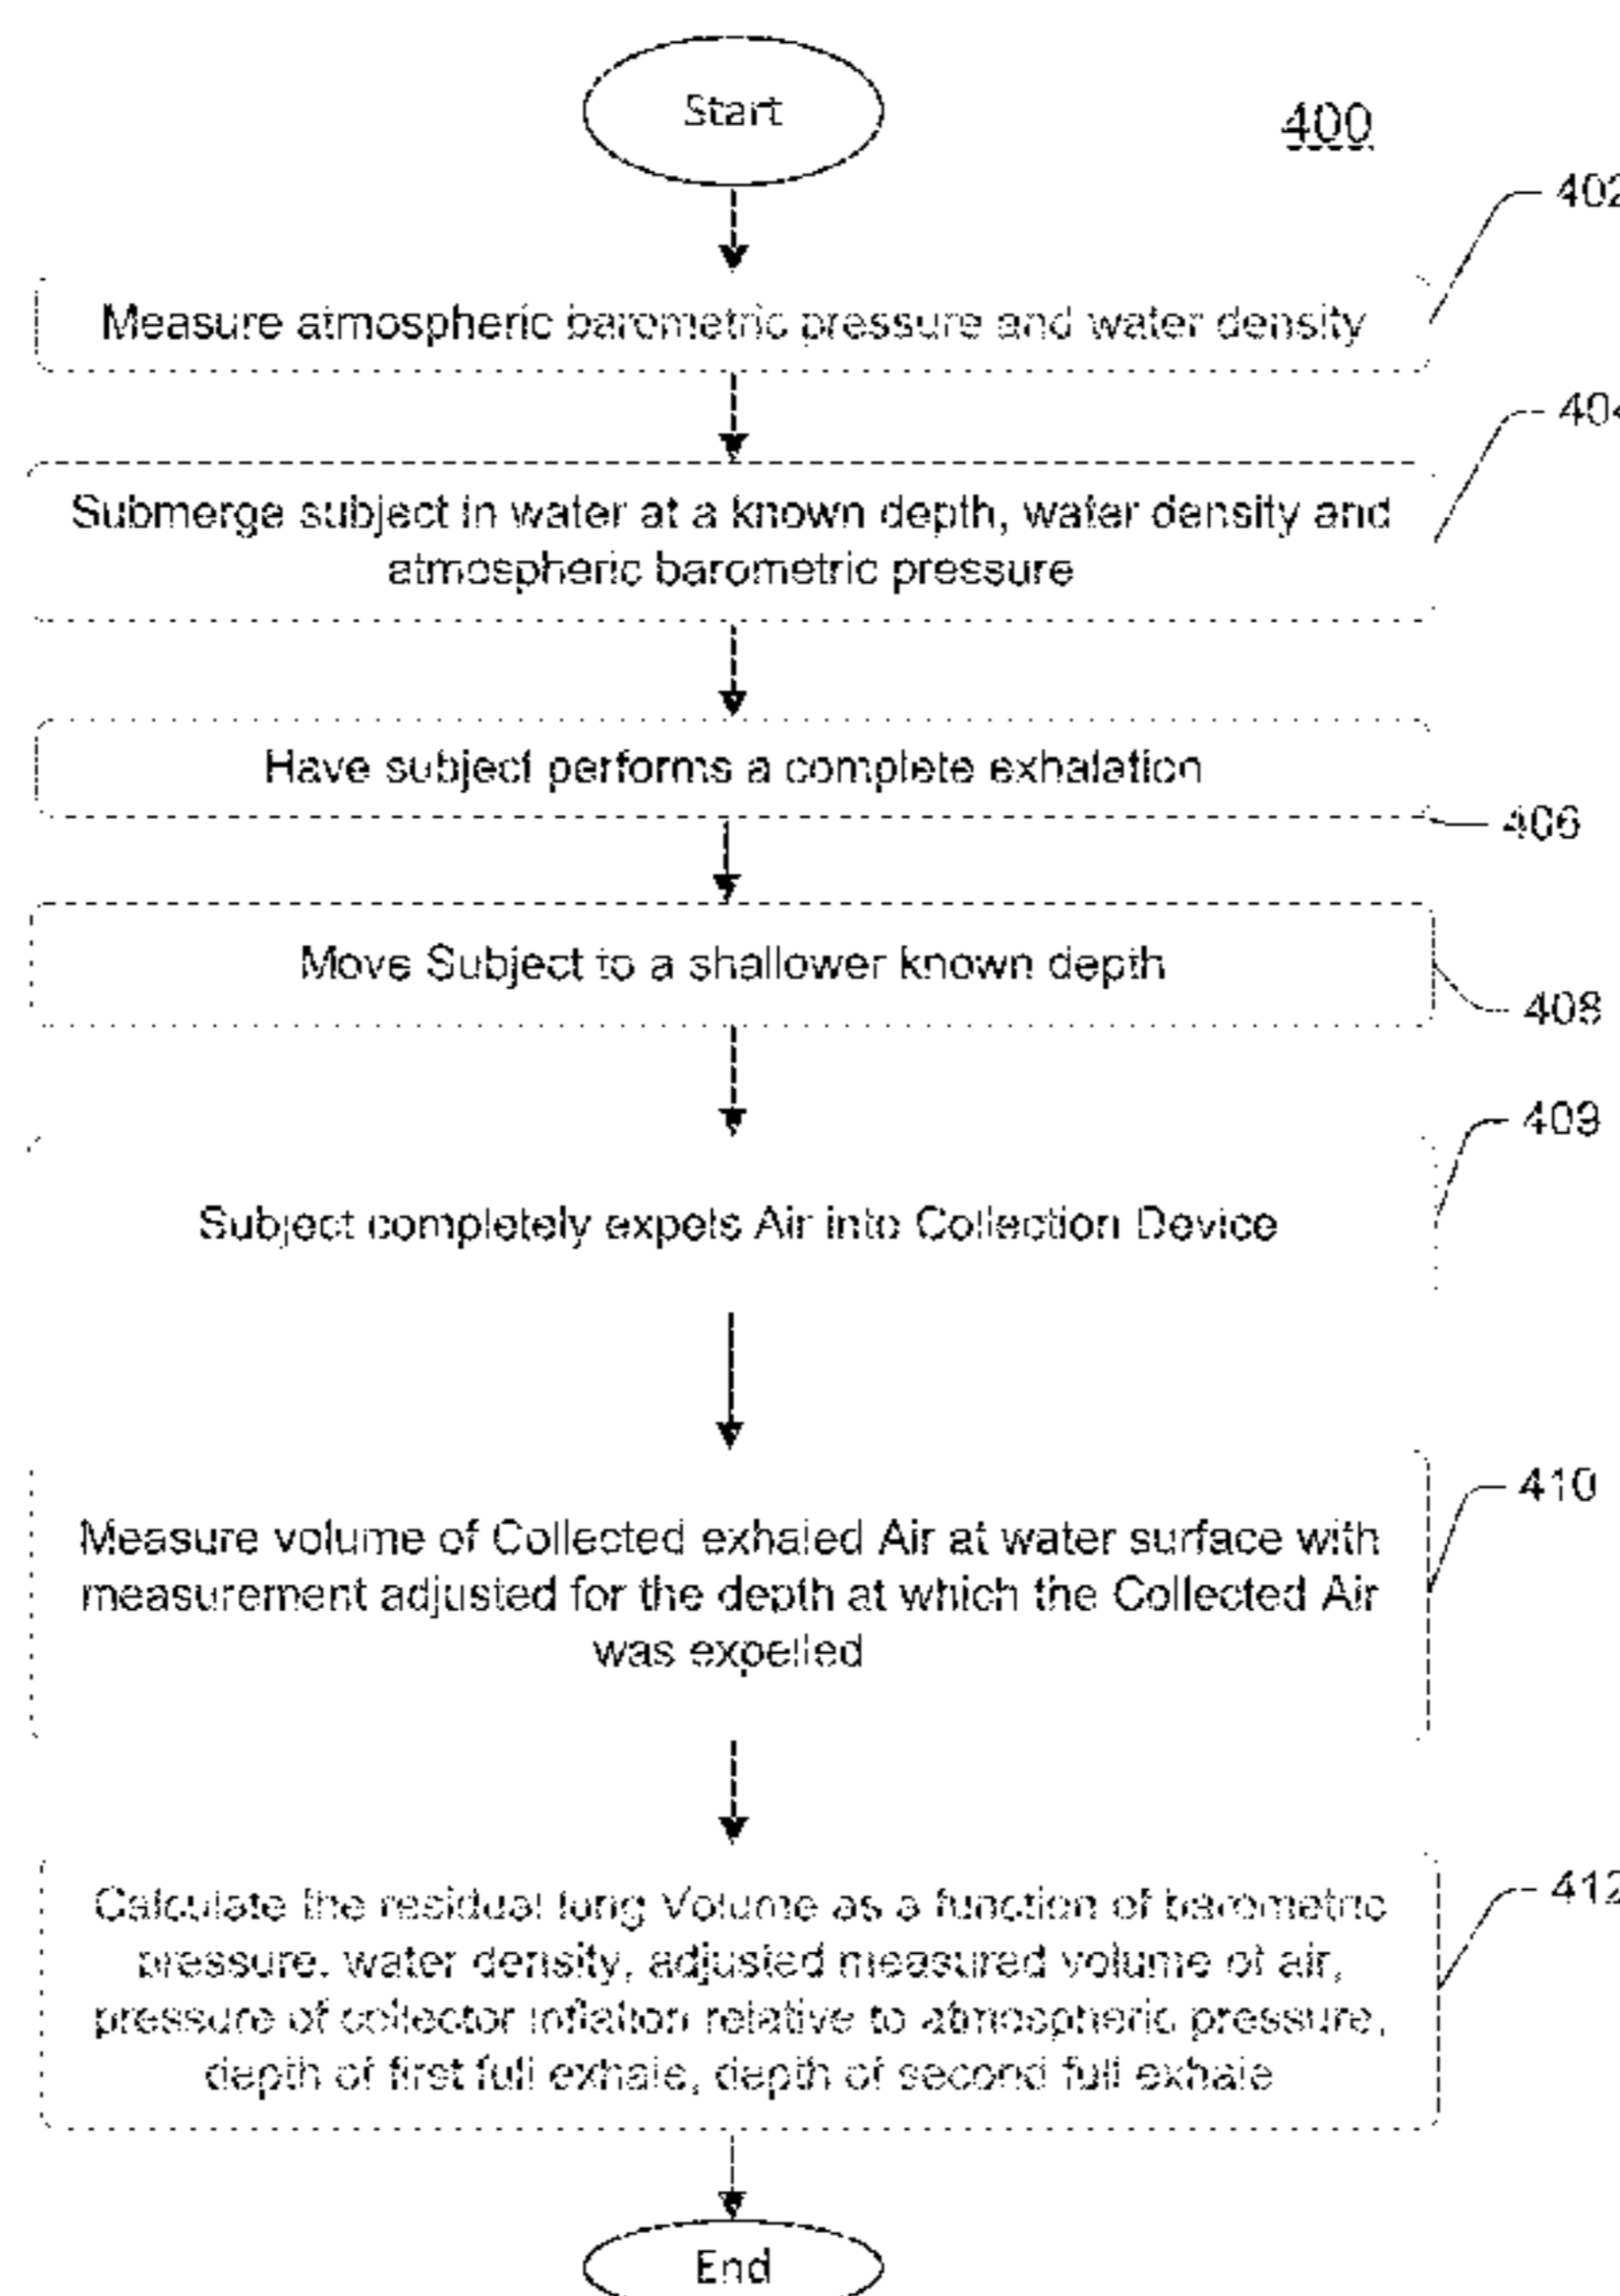 Start
400
402
Measure atmospheric barometric pressure and water density
404
Submerge subject in water at a known depth, water density and
atmospheric barometric pressure
Have subject performs a complete exhalation
406
Move Subject to a shallower known depth
408
409
Subject completely expels Air into Collection Device
410
Measure volume of Collected exhaled Air at water surface with
measurement adjusted for the depth at which the Collected Air
was expelled
412
Calculate the residual lung Volume as a function of barometric
pressure, water density, adjusted measured volume of air,
pressure of collector inflation relative to atmospheric pressure,
depth of first full exhale, depth of second full exhale
End